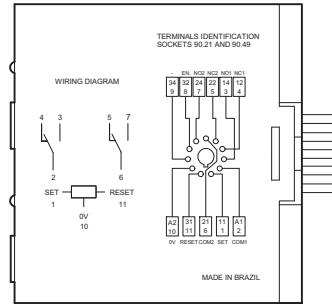 TERMINALS IDENTIFICATION
SOCKETS 90.21 AND 90.49
- EN. NO2 NC2 NO1 NC1
34 32 24 22 14 12
9 8 7 5 3 4
WIRING DIAGRAM
4 3 5 7
2 6
SET RESET
1 11
0V
10
A2 31 21 11 A1
10 11 6 1 2
0V RESET COM2 SET COM1
MADE IN BRAZIL